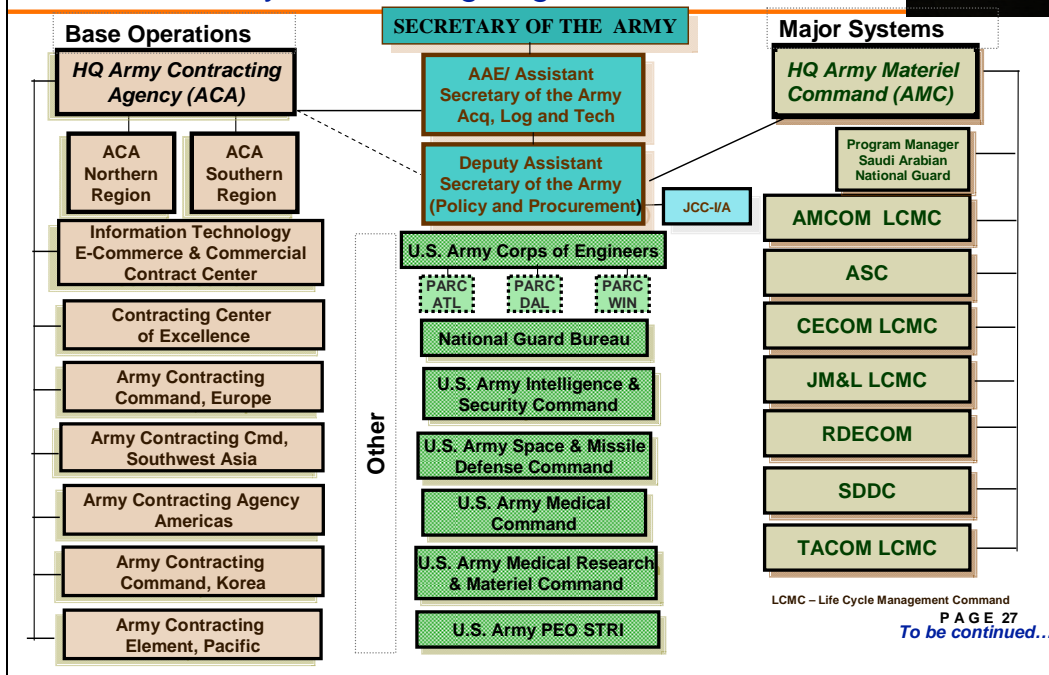 SECRETARY OF THE ARMY
Base Operations
HQ Army Contracting
Agency (ACA)
ACA
Northern
Region
ACA
Southern
Region
Information Technology
E-Commerce & Commercial
Contract Center
Contracting Center
of Excellence
Army Contracting
Command, Europe
Army Contracting Cmd,
Southwest Asia
Army Contracting Agency
Americas
Army Contracting
Command, Korea
Army Contracting
Element, Pacific
AAE/ Assistant
Secretary of the Army
Acq, Log and Tech
Deputy Assistant
Secretary of the Army
(Policy and Procurement)
JCC-I/A
Other
U.S. Army Corps of Engineers
PARC
ATL
PARC
DAL
PARC
WIN
National Guard Bureau
U.S. Army Intelligence &
Security Command
U.S. Army Space & Missile
Defense Command
U.S. Army Medical
Command
U.S. Army Medical Research
& Materiel Command
U.S. Army PEO STRI
Major Systems
HQ Army Materiel
Command (AMC)
Program Manager
Saudi Arabian
National Guard
AMCOM LCMC
ASC
CECOM LCMC
JM&L LCMC
RDECOM
SDDC
TACOM LCMC
LCMC – Life Cycle Management Command
PAGE 27
To be continued…